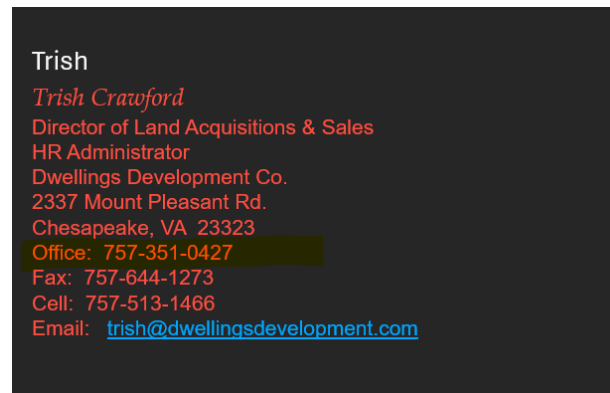 Trish
Trish Crawford
Director of Land Acquisitions & Sales
HR Administrator
Dwellings Development Co.
2337 Mount Pleasant Rd.
Chesapeake, VA  23323
Office:  757-351-0427
Fax:  757-644-1273
Cell:  757-513-1466
Email:   trish@dwellingsdevelopment.com